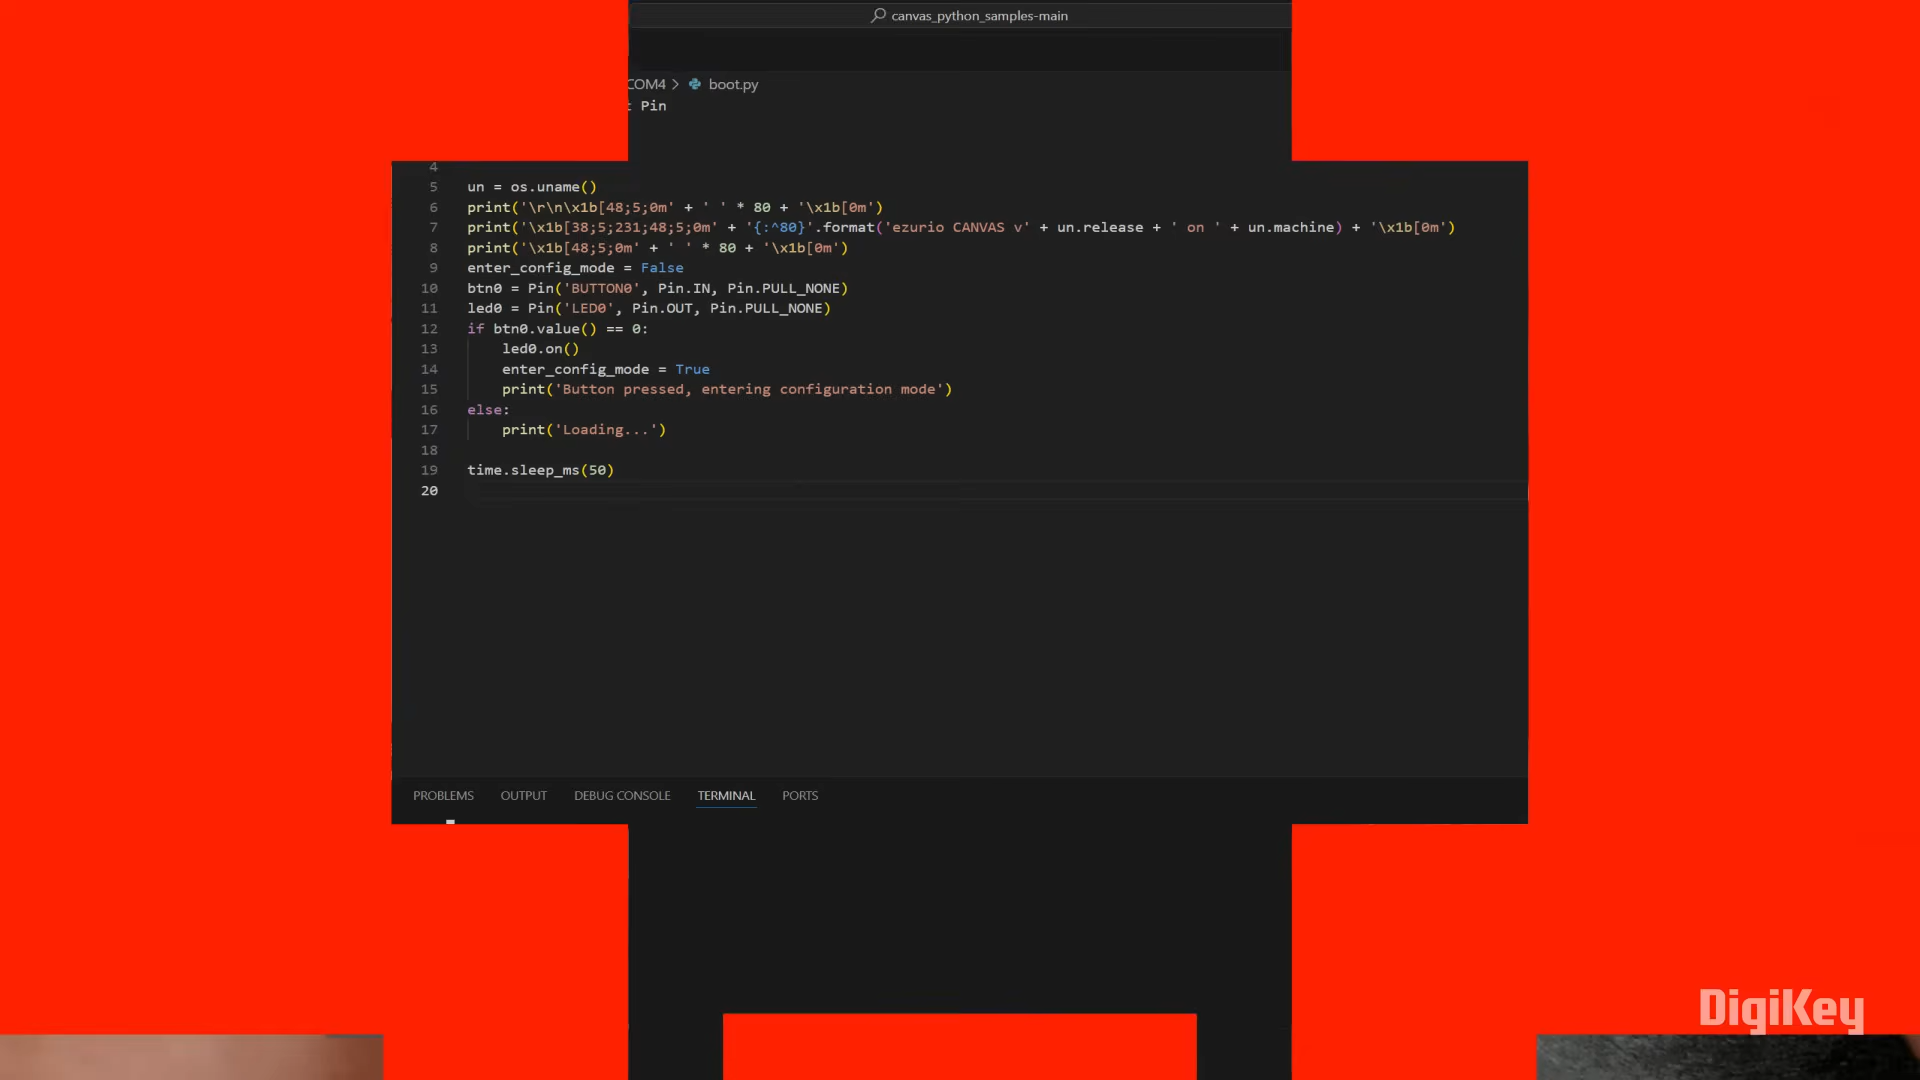 canvas_python_samples-main
COM4 > boot.py
Pin
4
5 un = os.uname()
6 print('\r\n\x1b[48;5;0m' + ' ' * 80 + '\x1b[0m')
7 print('\x1b[38;5;231;48;5;0m' + '{:^80}'.format('ezurio CANVAS v' + un.release + ' on ' + un.machine) + '\x1b[0m')
8 print('\x1b[48;5;0m' + ' ' * 80 + '\x1b[0m')
9 enter_config_mode = False
10 btn0 = Pin('BUTTON0', Pin.IN, Pin.PULL_NONE)
11 led0 = Pin('LED0', Pin.OUT, Pin.PULL_NONE)
12 if btn0.value() == 0:
13 led0.on()
14 enter_config_mode = True
15 print('Button pressed, entering configuration mode')
16 else:
17 print('Loading...')
18
19 time.sleep_ms(50)
20
PROBLEMS OUTPUT DEBUG CONSOLE TERMINAL PORTS
DigiKey